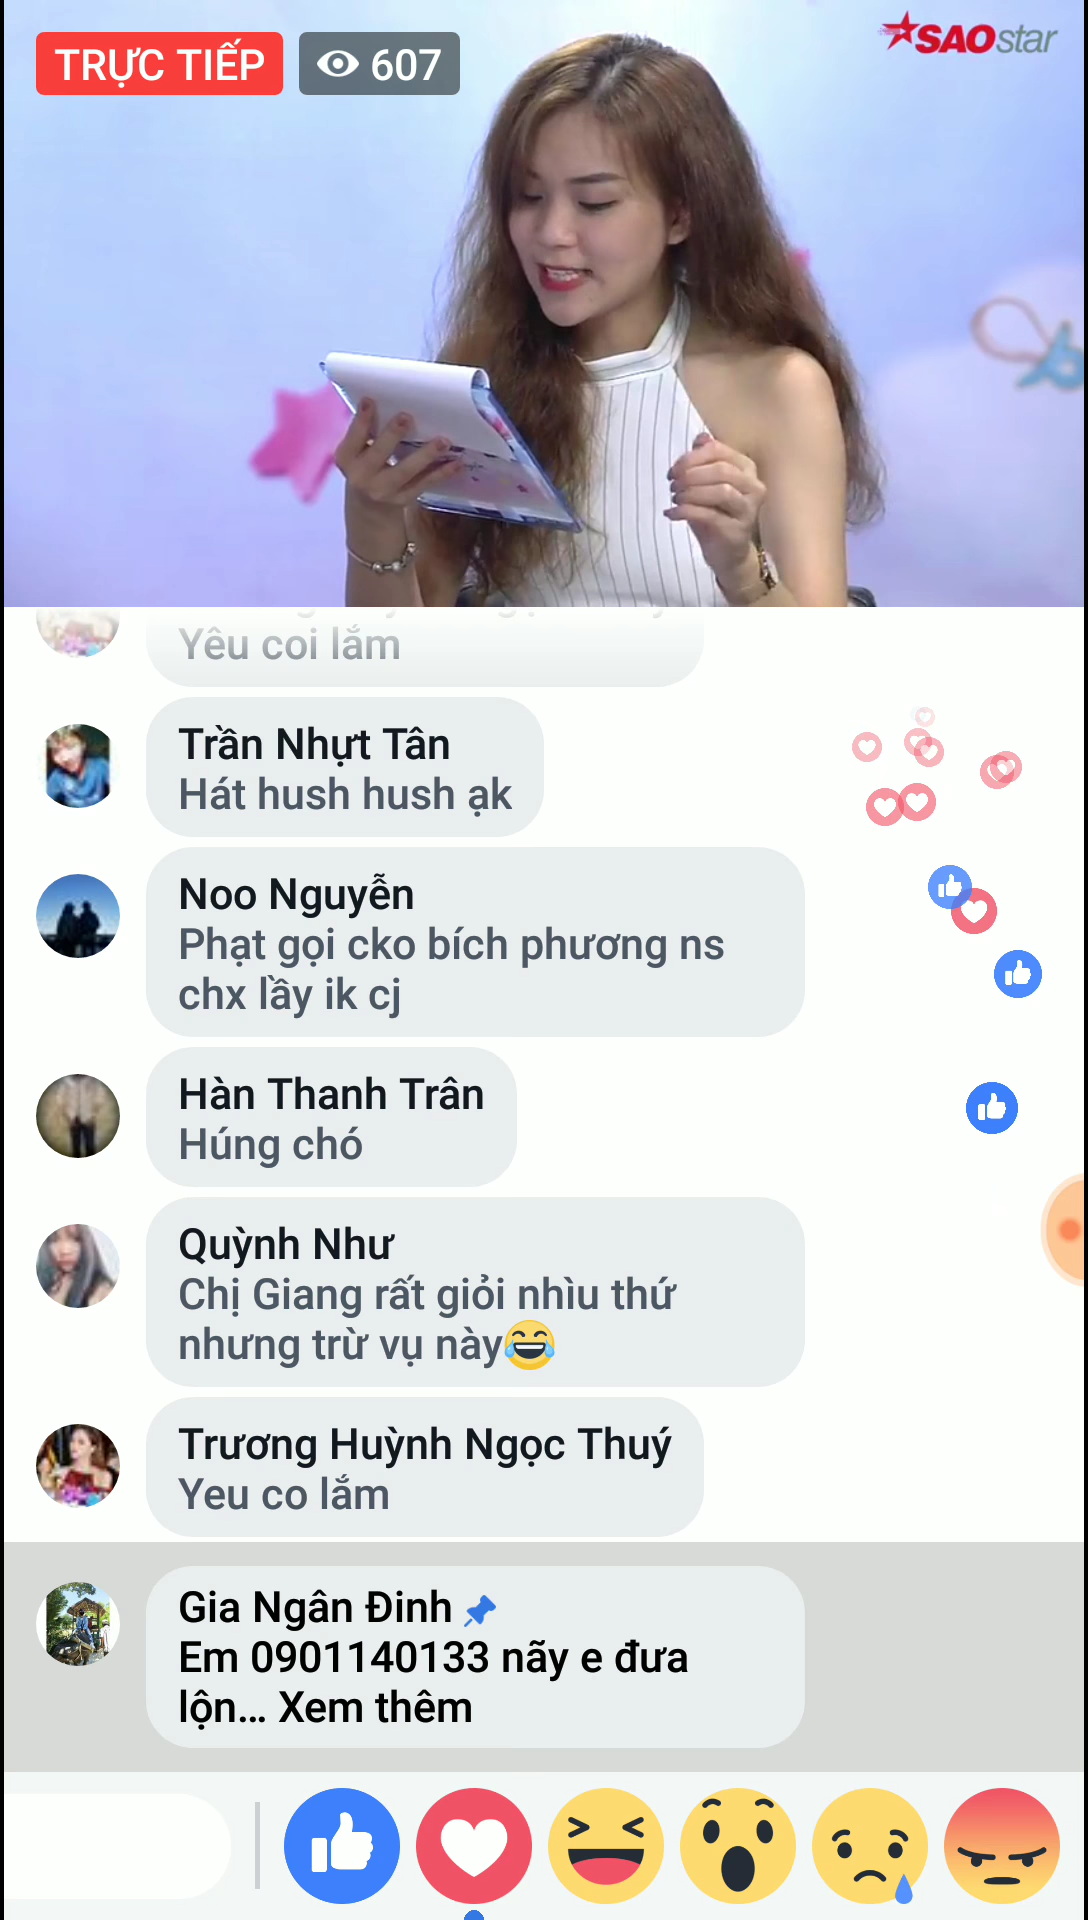 TRỰC TIẾP
607
SAOstar
Yêu coi lắm
Trần Nhựt Tân
Hát hush hush ạk
Noo Nguyễn
Phạt gọi cko bích phương ns
chx lầy ik cj
Hàn Thanh Trân
Húng chó
Quỳnh Như
Chị Giang rất giỏi nhìu thứ
nhưng trừ vụ này😂
Trương Huỳnh Ngọc Thuý
Yeu co lắm
Gia Ngân Đinh
Em 0901140133 nãy e đưa
lộn... Xem thêm